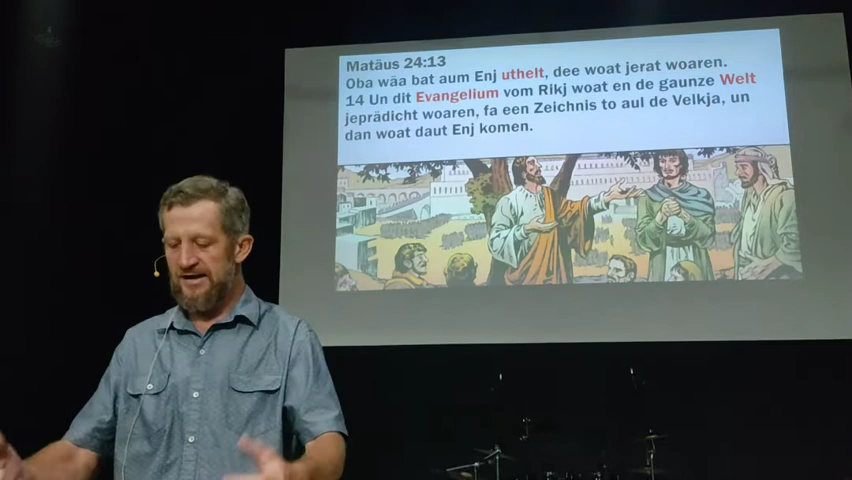 Matäus 24:13
Oba wäa bat aum Enj uthelt, dee woat jerat woaren.
14 Un dit Evangelium vom Rikj woat en de gaunze Welt
jeprädicht woaren, fa een Zeichnis to aul de Velkja, un
dan woat daut Enj komen.